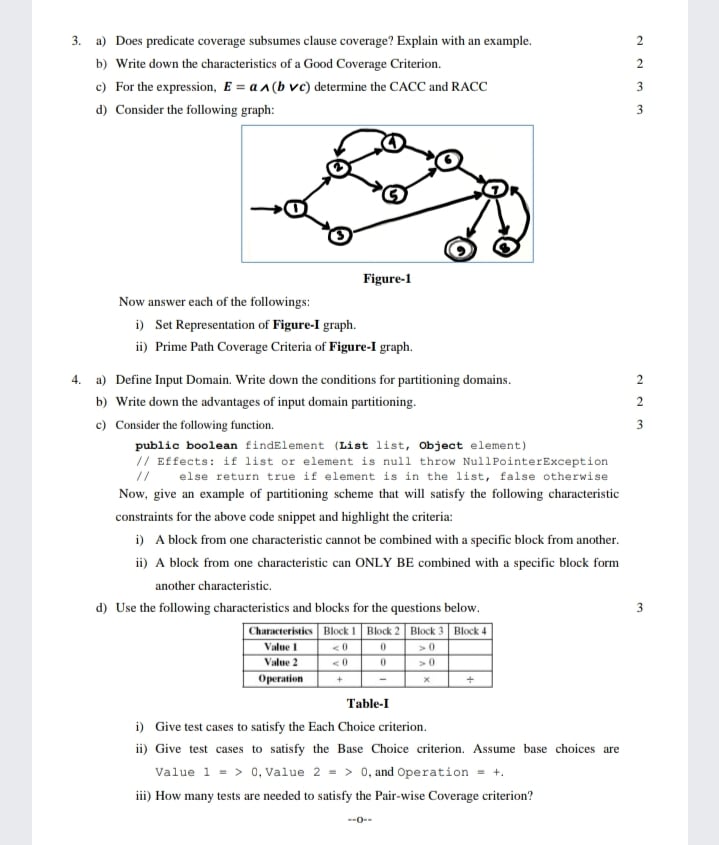 3. a) Does predicate coverage subsumes clause coverage? Explain with an example. 2
b) Write down the characteristics of a Good Coverage Criterion. 2
c) For the expression, E = a ∧ (b ∨ c) determine the CACC and RACC 3
d) Consider the following graph: 3
4
2
6
5
7
1
3
9
8
Figure-1
Now answer each of the followings:
i) Set Representation of Figure-I graph.
ii) Prime Path Coverage Criteria of Figure-I graph.
4. a) Define Input Domain. Write down the conditions for partitioning domains. 2
b) Write down the advantages of input domain partitioning. 2
c) Consider the following function. 3
public boolean findElement (List list, Object element)
// Effects: if list or element is null throw NullPointerException
// else return true if element is in the list, false otherwise
Now, give an example of partitioning scheme that will satisfy the following characteristic
constraints for the above code snippet and highlight the criteria:
i) A block from one characteristic cannot be combined with a specific block from another.
ii) A block from one characteristic can ONLY BE combined with a specific block form
another characteristic.
d) Use the following characteristics and blocks for the questions below. 3
Characteristics Block 1 Block 2 Block 3 Block 4
Value 1 < 0 0 > 0
Value 2 < 0 0 > 0
Operation + − × ÷
Table-I
i) Give test cases to satisfy the Each Choice criterion.
ii) Give test cases to satisfy the Base Choice criterion. Assume base choices are
Value 1 = > 0, Value 2 = > 0, and Operation = +.
iii) How many tests are needed to satisfy the Pair-wise Coverage criterion?
--0--